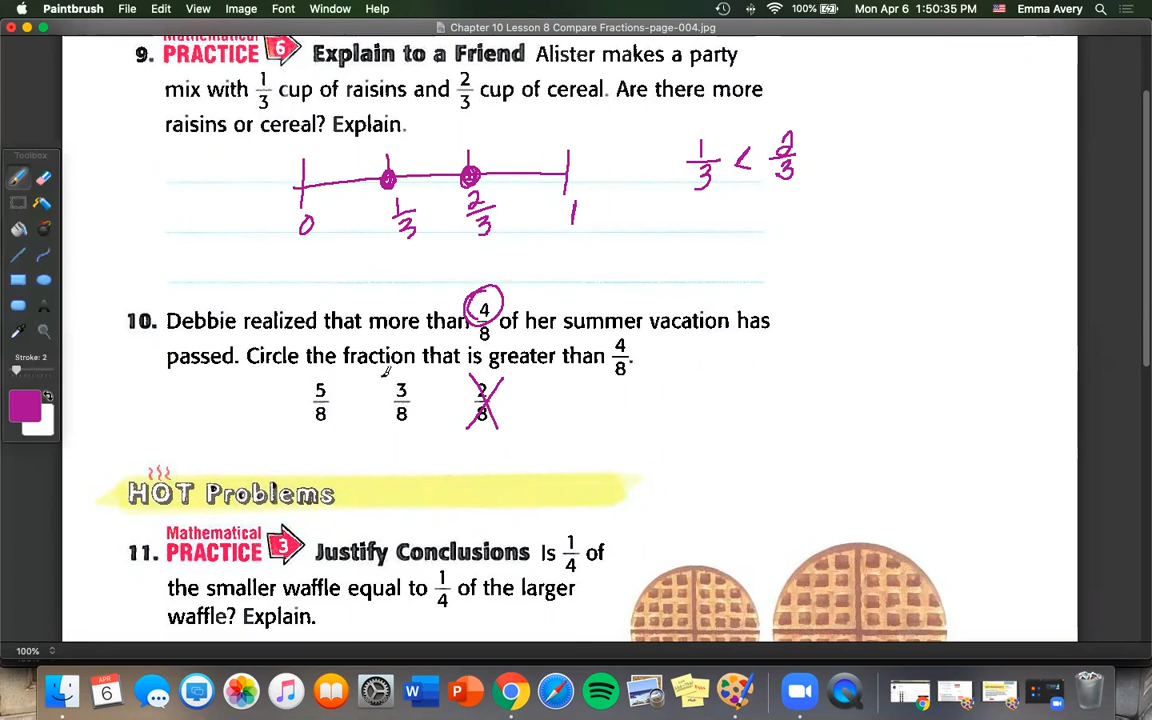 Paintbrush File Edit View Image Font Window Help 100% Mon Apr 6 1:50:35 PM Emma Avery
Chapter 10 Lesson 8 Compare Fractions-page-004.jpg
Mathematical
9. PRACTICE 6 Explain to a Friend Alister makes a party
mix with 1/3 cup of raisins and 2/3 cup of cereal. Are there more
raisins or cereal? Explain.
1/3 < 2/3
0 1/3 2/3 1
10. Debbie realized that more than 4/8 of her summer vacation has
passed. Circle the fraction that is greater than 4/8.
5/8 3/8 2/8
HOT Problems
Mathematical
11. PRACTICE 3 Justify Conclusions Is 1/4 of
the smaller waffle equal to 1/4 of the larger
waffle? Explain.
Toolbox
Stroke: 2
100%
APR
6